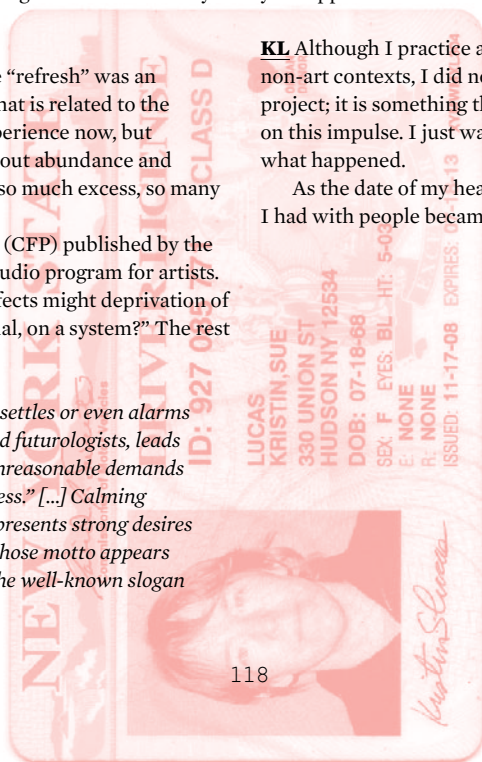 e “refresh” was an
hat is related to the
perience now, but
out abundance and
so much excess, so many
(CFP) published by the
udio program for artists.
fects might deprivation of
al, on a system?” The rest
settles or even alarms
d futurologists, leads
nreasonable demands
ess.” [...] Calming
presents strong desires
hose motto appears
he well-known slogan
KL Although I practice a
non-art contexts, I did no
project; it is something th
on this impulse. I just wa
what happened.
As the date of my hea
I had with people becam
NEW YORK STATE
DRIVER LICENSE
CLASS D
ID: 927
LUCAS
KRISTIN,SUE
330 UNION ST
HUDSON NY 12534
DOB: 07-18-68
SEX: F EYES: BL HT: 5-03
E: NONE
R: NONE
ISSUED: 11-17-08 EXPIRES:
Kristin S Lucas
118